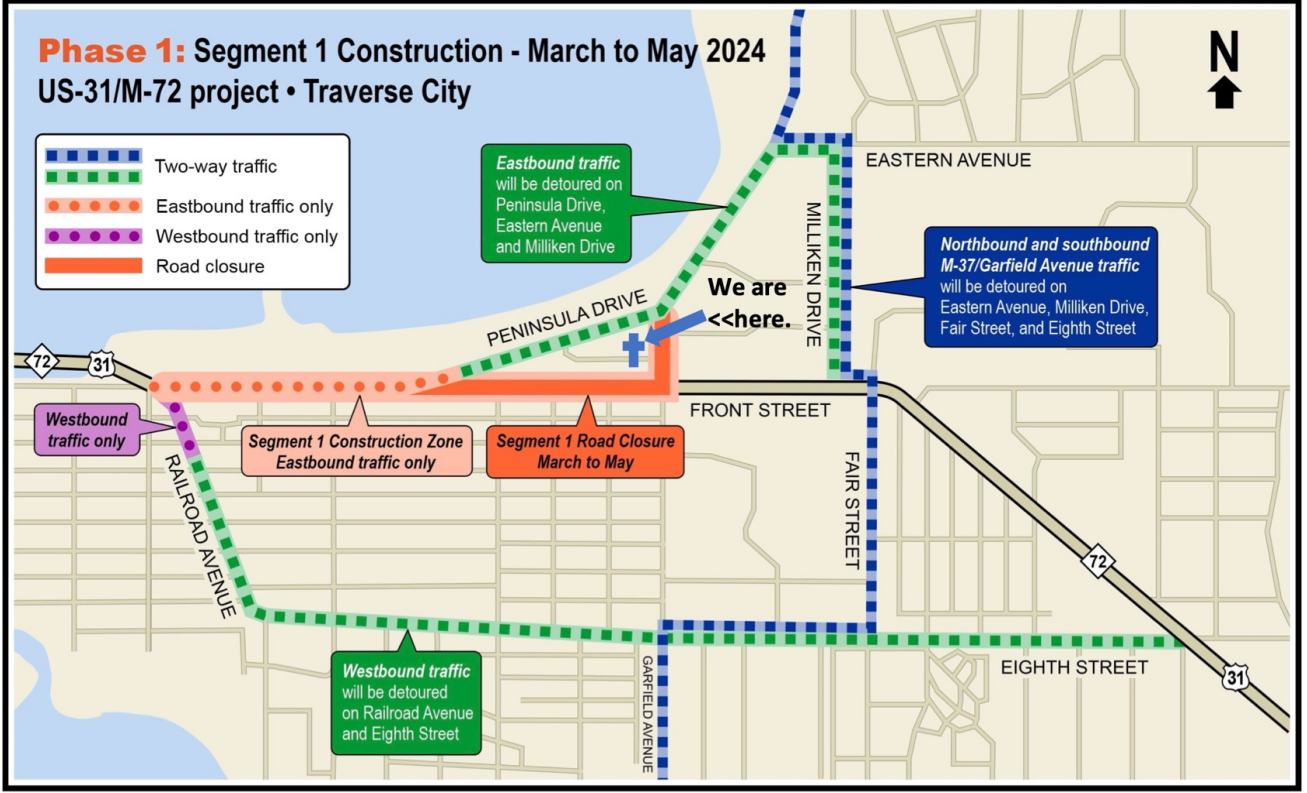 Phase 1: Segment 1 Construction - March to May 2024
US-31/M-72 project • Traverse City
N
Two-way traffic
Eastbound traffic only
Westbound traffic only
Road closure
Eastbound traffic
will be detoured on
Peninsula Drive,
Eastern Avenue
and Milliken Drive
EASTERN AVENUE
MILLIKEN DRIVE
Northbound and southbound
M-37/Garfield Avenue traffic
will be detoured on
Eastern Avenue, Milliken Drive,
Fair Street, and Eighth Street
We are
<<here.
PENINSULA DRIVE
72
31
FRONT STREET
Westbound
traffic only
Segment 1 Construction Zone
Eastbound traffic only
Segment 1 Road Closure
March to May
RAILROAD AVENUE
FAIR STREET
72
Westbound traffic
will be detoured
on Railroad Avenue
and Eighth Street
GARFIELD AVENUE
EIGHTH STREET
31